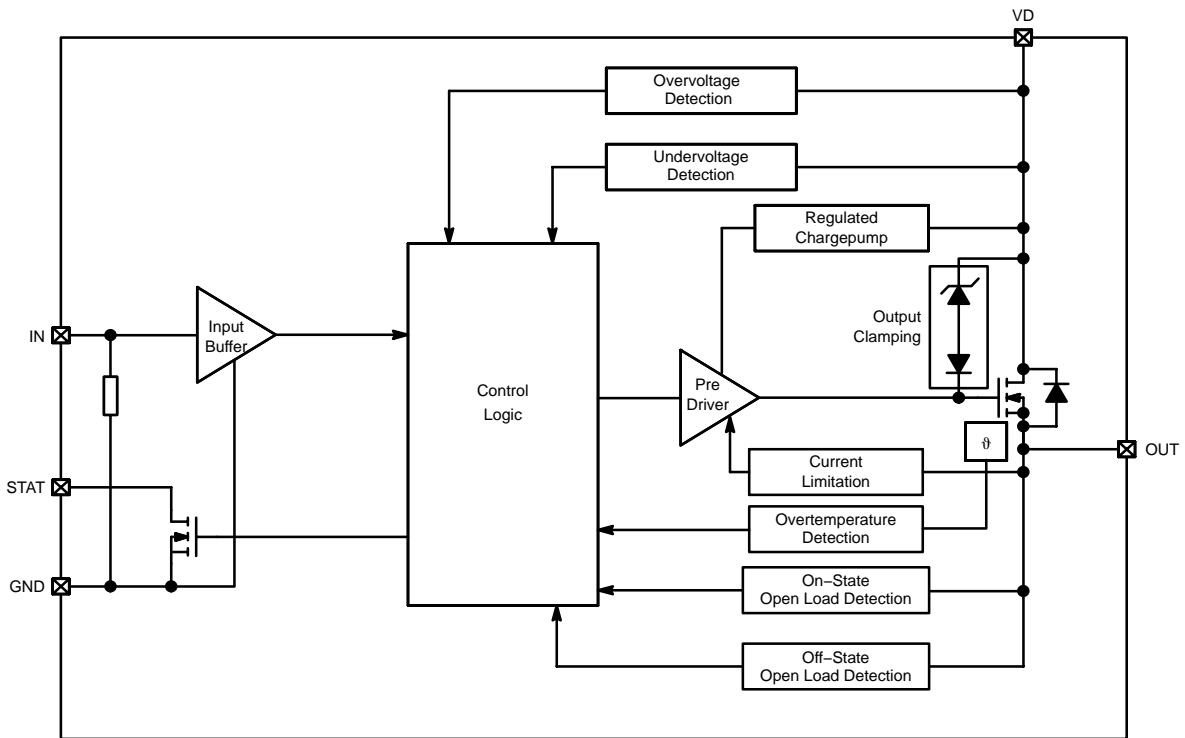 VD
Overvoltage
Detection
Undervoltage
Detection
Regulated
Chargepump
IN
Input
Buffer
Output
Clamping
Control
Logic
Pre
Driver
ϑ
OUT
Current
Limitation
STAT
Overtemperature
Detection
GND
On−State
Open Load Detection
Off−State
Open Load Detection